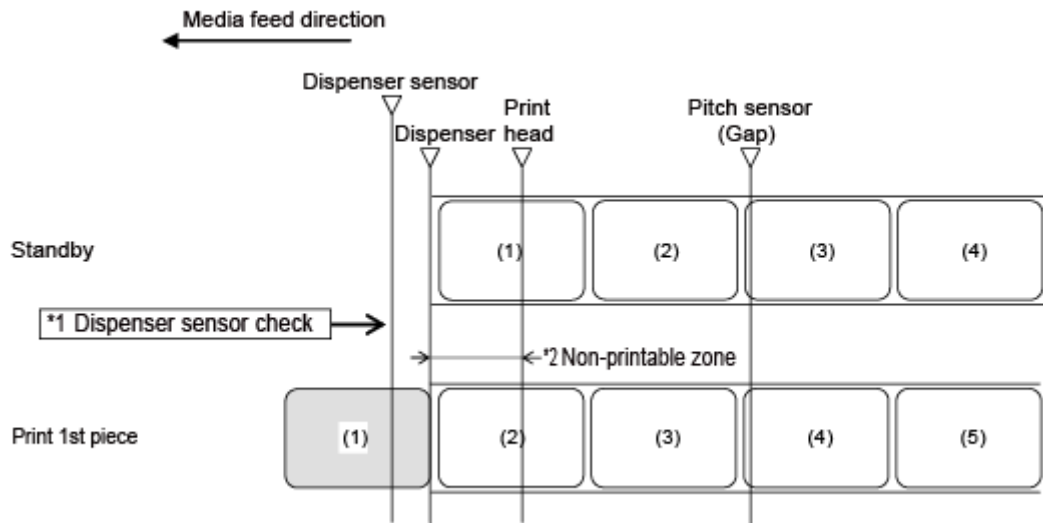 Media feed direction
Dispenser sensor
Print
head
Pitch sensor
(Gap)
Dispenser
Standby
(1)
(2)
(3)
(4)
*1 Dispenser sensor check
*2 Non-printable zone
Print 1st piece
(1)
(2)
(3)
(4)
(5)